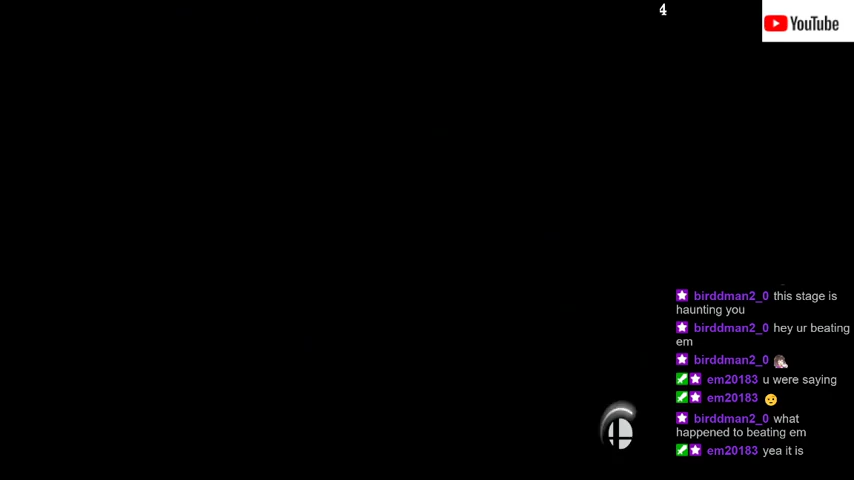 4
YouTube
birddman2_0 this stage is
haunting you
birddman2_0 hey ur beating
em
birddman2_0
em20183 u were saying
em20183
birddman2_0 what
happened to beating em
em20183 yea it is